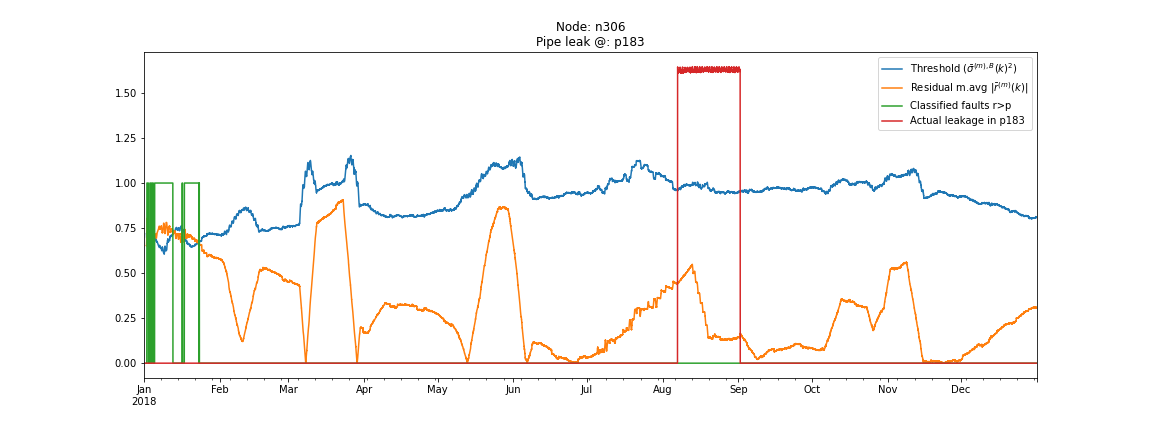 Node: n306
Pipe leak @: p183
Threshold (σ̄⁽ᵐ⁾,ᴮ(k)²)
Residual m.avg |r̄⁽ᵐ⁾(k)|
Classified faults r>p
Actual leakage in p183
1.50
1.25
1.00
0.75
0.50
0.25
0.00
Jan Feb Mar Apr May Jun Jul Aug Sep Oct Nov Dec
2018